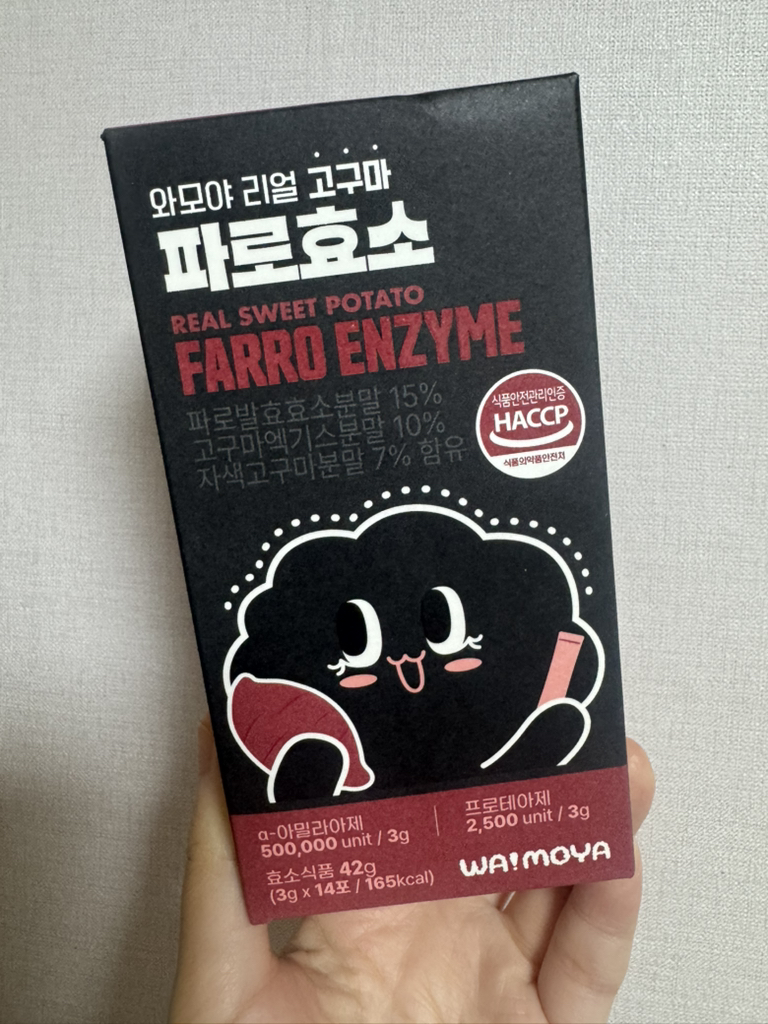 와모야 리얼 고구마
파로효소
REAL SWEET POTATO
FARRO ENZYME
파로발효효소분말 15%
고구마엑기스분말 10%
자색고구마분말 7% 함유
식품안전관리인증
HACCP
식품의약품안전처
α-아밀라아제
500,000 unit / 3g
프로테아제
2,500 unit / 3g
효소식품 42g
(3g x 14포 / 165kcal)
WA!MOYA